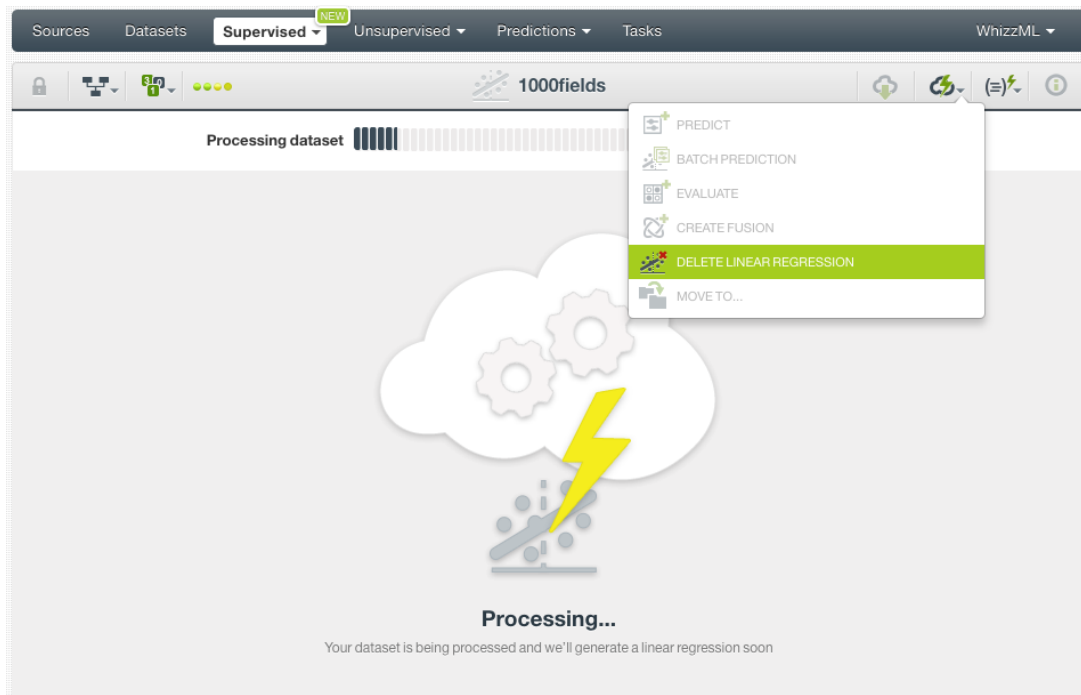 NEW
Sources Datasets Supervised Unsupervised Predictions Tasks WhizzML
1000fields
Processing dataset
PREDICT
BATCH PREDICTION
EVALUATE
CREATE FUSION
DELETE LINEAR REGRESSION
MOVE TO...
Processing...
Your dataset is being processed and we'll generate a linear regression soon